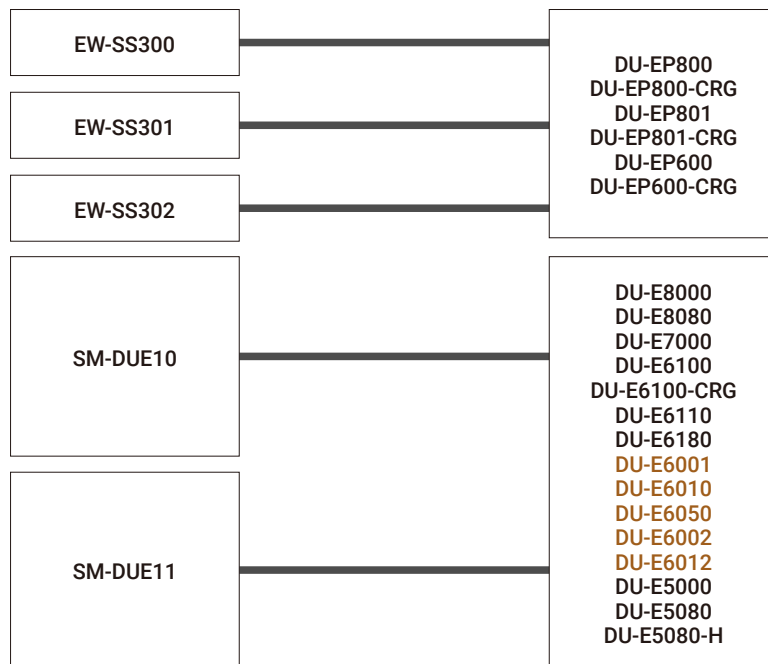 EW-SS300
EW-SS301
EW-SS302
DU-EP800
DU-EP800-CRG
DU-EP801
DU-EP801-CRG
DU-EP600
DU-EP600-CRG
SM-DUE10
SM-DUE11
DU-E8000
DU-E8080
DU-E7000
DU-E6100
DU-E6100-CRG
DU-E6110
DU-E6180
DU-E6001
DU-E6010
DU-E6050
DU-E6002
DU-E6012
DU-E5000
DU-E5080
DU-E5080-H